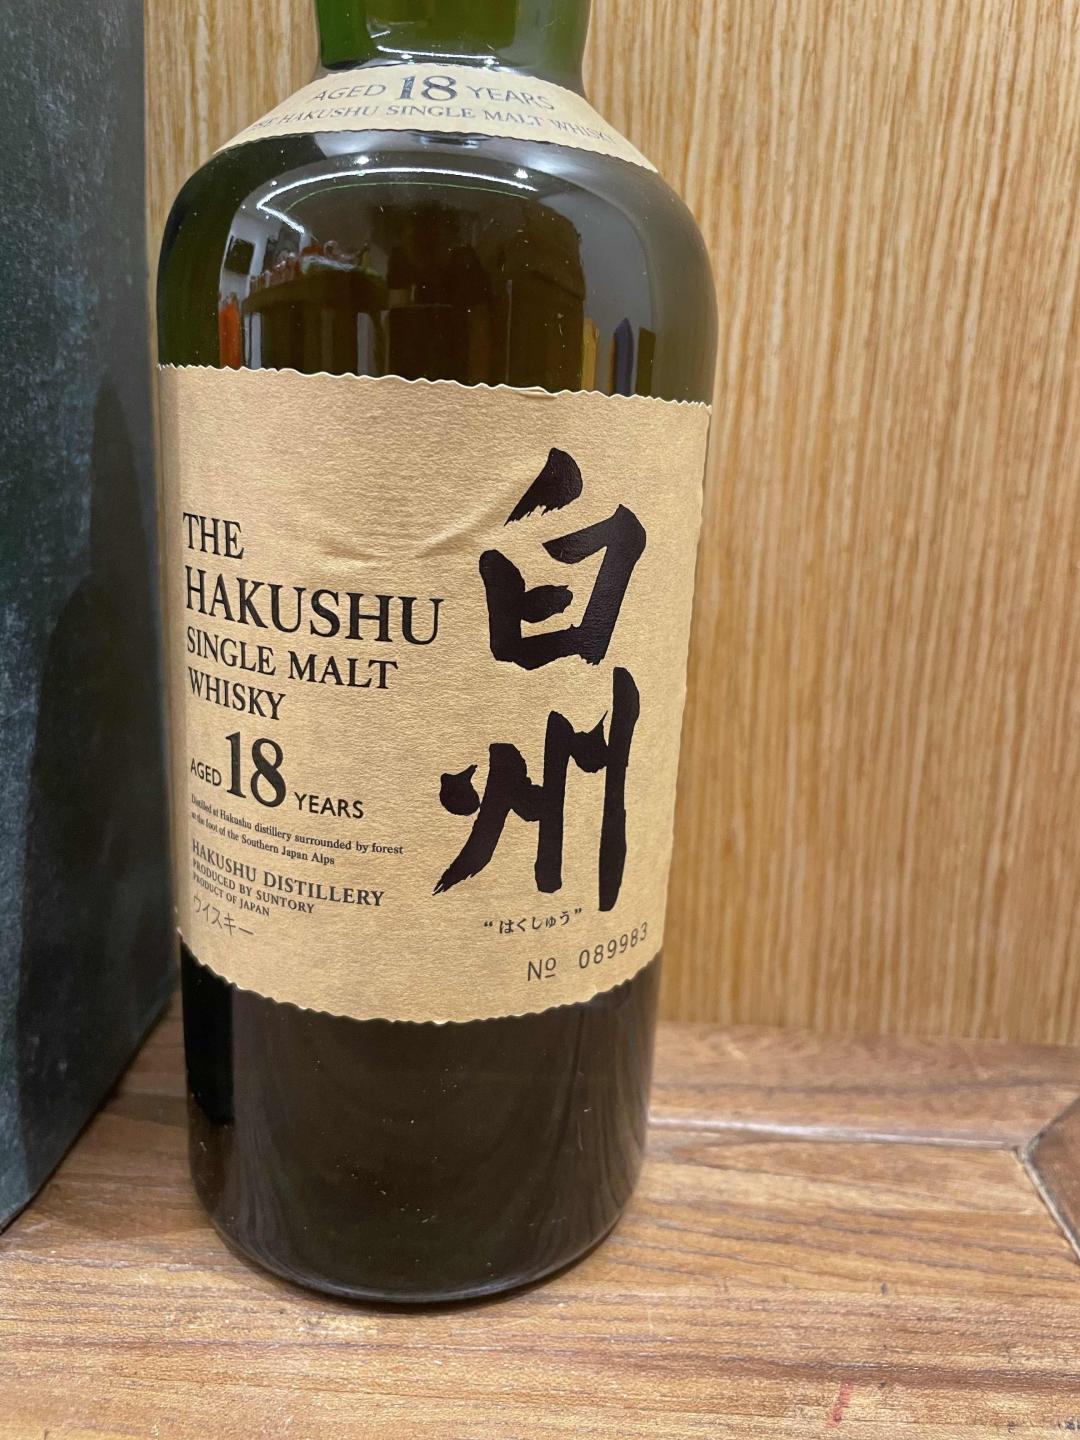 AGED 18 YEARS
THE HAKUSHU SINGLE MALT WHISKY
白州
THE
HAKUSHU
SINGLE MALT
WHISKY
AGED 18 YEARS
Distilled at Hakushu distillery surrounded by forest
at the foot of the Southern Japan Alps
HAKUSHU DISTILLERY
PRODUCED BY SUNTORY
PRODUCT OF JAPAN
ウイスキー
“はくしゅう”
№ 089983